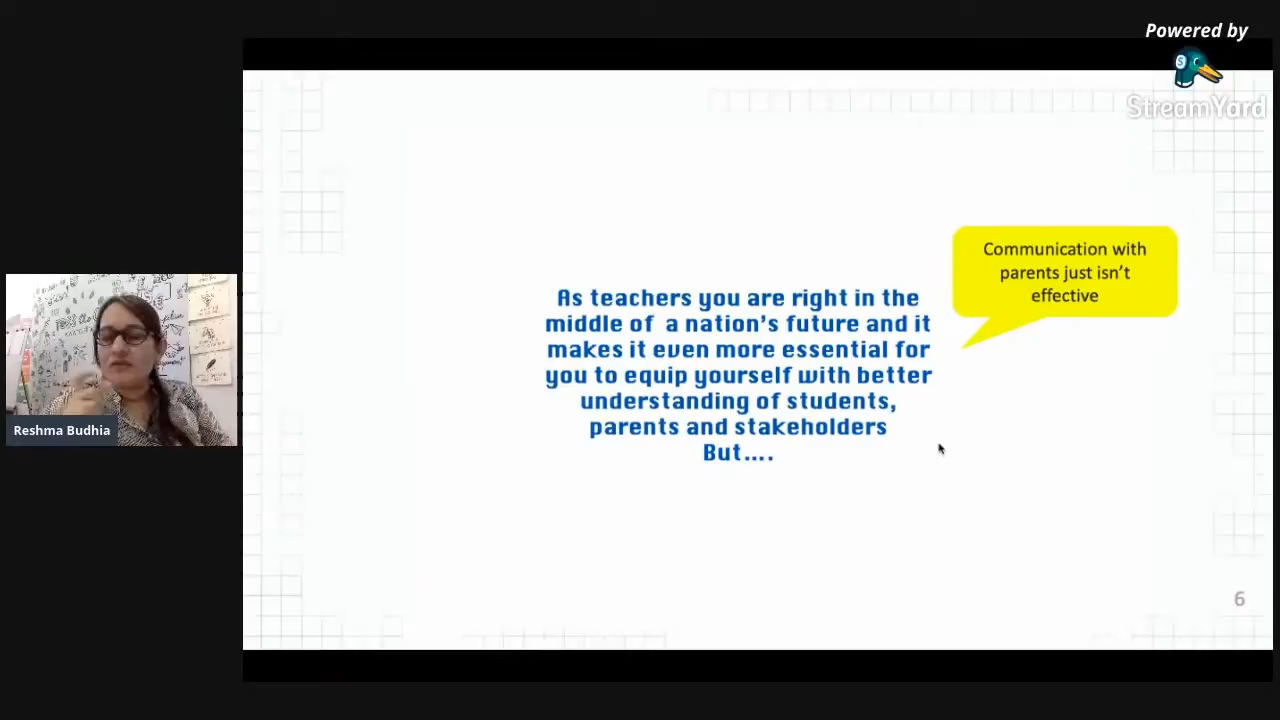 Powered by
StreamYard
Communication with
parents just isn’t
effective
As teachers you are right in the
middle of a nation’s future and it
makes it even more essential for
you to equip yourself with better
understanding of students,
parents and stakeholders
But....
Reshma Budhia
6